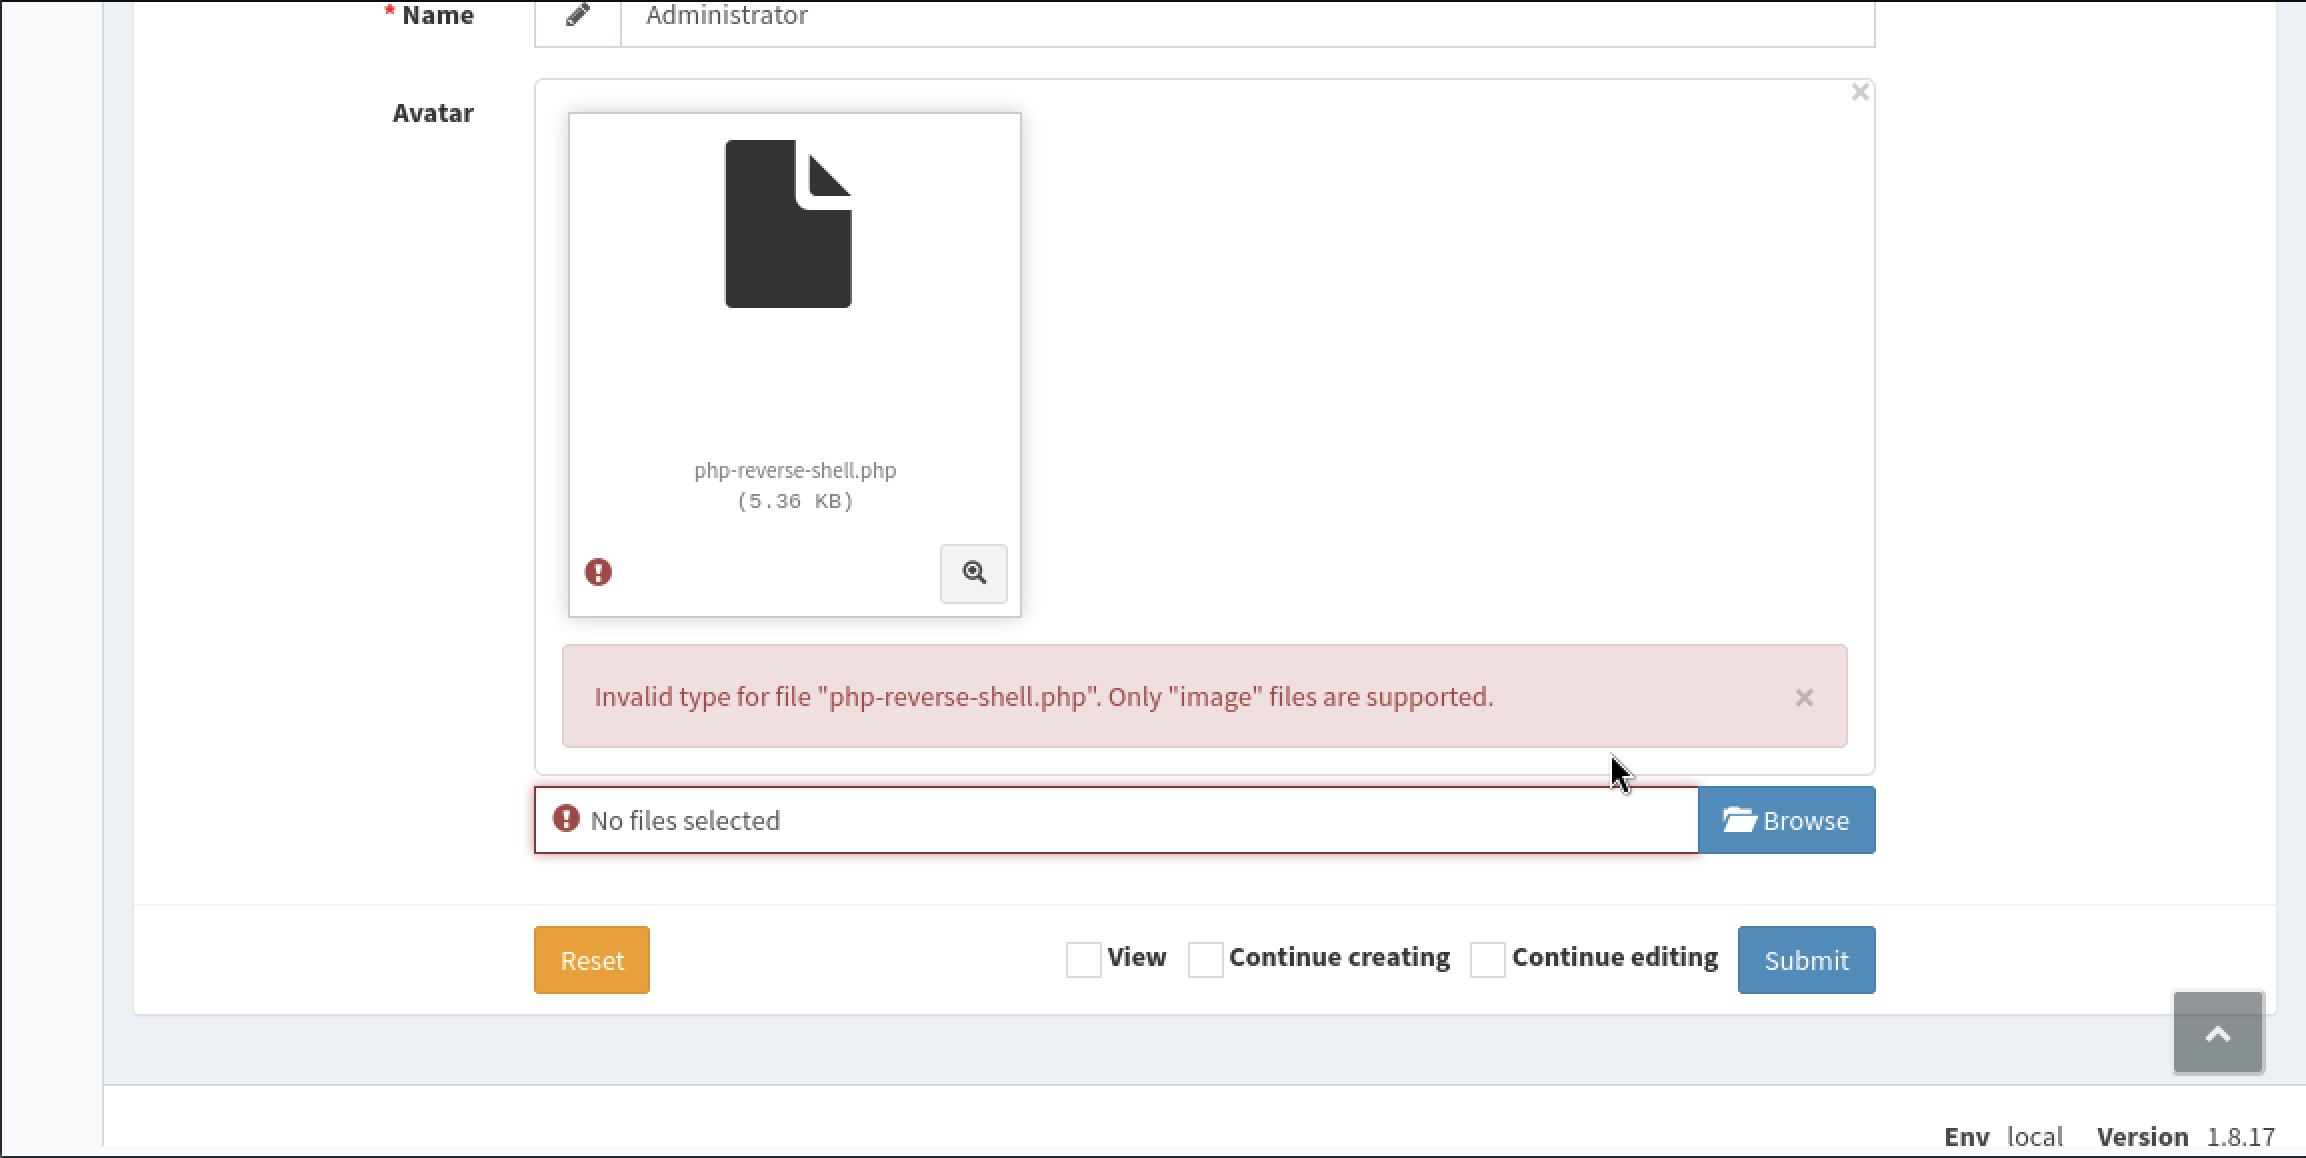 * Name
Administrator
Avatar
php-reverse-shell.php
(5.36 KB)
Invalid type for file "php-reverse-shell.php". Only "image" files are supported.
No files selected
Browse
Reset
View
Continue creating
Continue editing
Submit
Env local Version 1.8.17